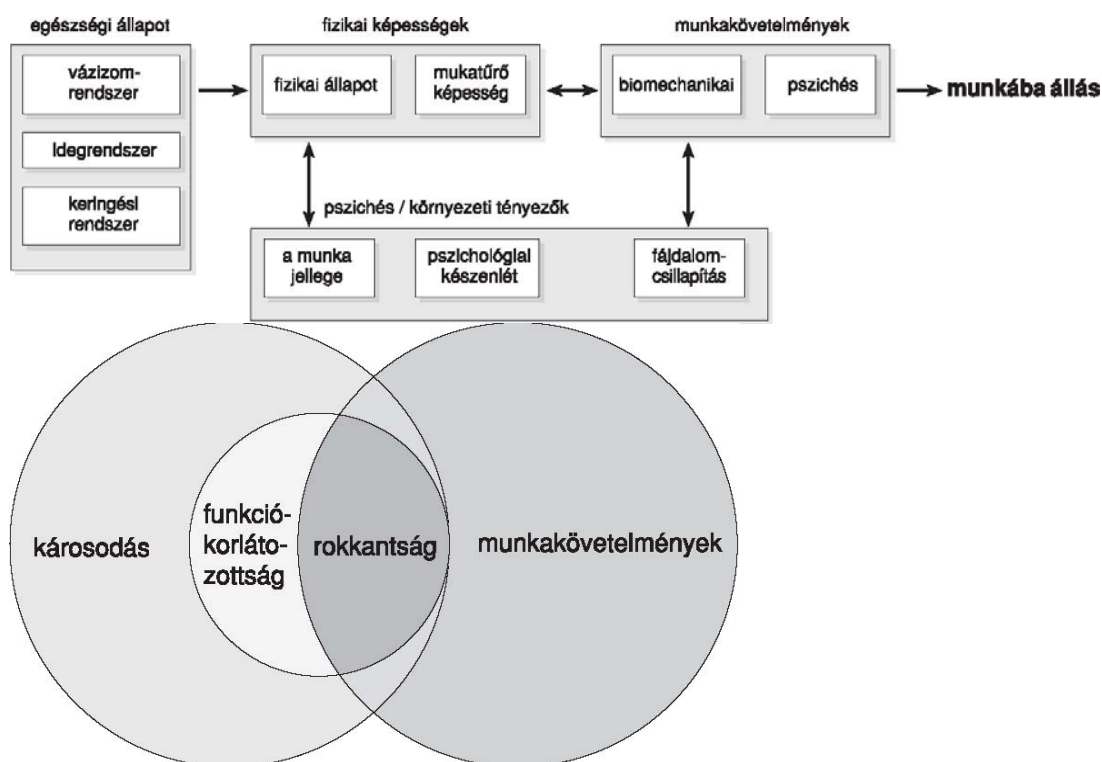 egészségi állapot
vázizom-
rendszer
Idegrendszer
keringési
rendszer
fizikai képességek
fizikai állapot
mukatűrő
képesség
munkakövetelmények
biomechanikai
pszichés
munkába állás
pszichés / környezeti tényezők
a munka
jellege
pszichológiai
készenlét
fájdalom-
csillapítás
károsodás
funkció-
korláto-
zottság
rokkantság
munkakövetelmények